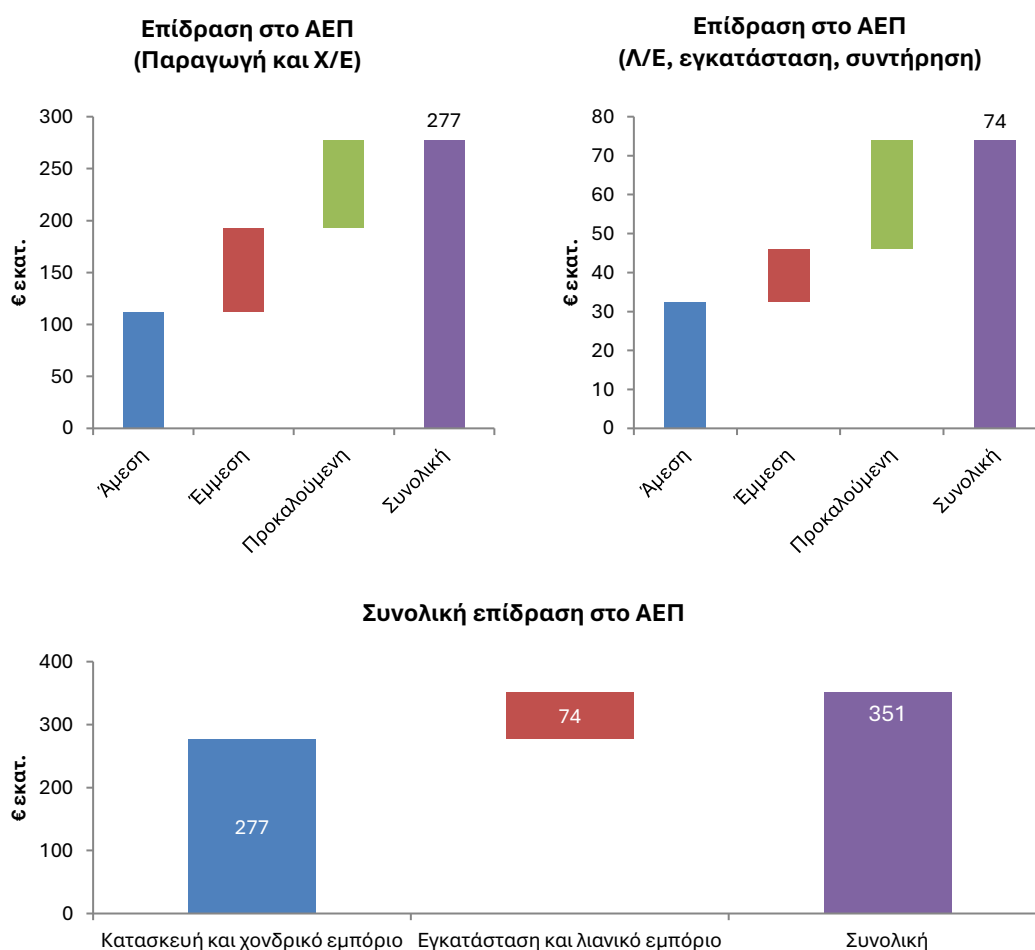 Επίδραση στο ΑΕΠ
(Παραγωγή και Χ/Ε)
300
250
200
150
100
50
0
€ εκατ.
277
Άμεση
Έμμεση
Προκαλούμενη
Συνολική
Επίδραση στο ΑΕΠ
(Λ/Ε, εγκατάσταση, συντήρηση)
80
70
60
50
40
30
20
10
0
€ εκατ.
74
Άμεση
Έμμεση
Προκαλούμενη
Συνολική
Συνολική επίδραση στο ΑΕΠ
400
300
200
100
0
€ εκατ.
277
74
351
Κατασκευή και χονδρικό εμπόριο
Εγκατάσταση και λιανικό εμπόριο
Συνολική